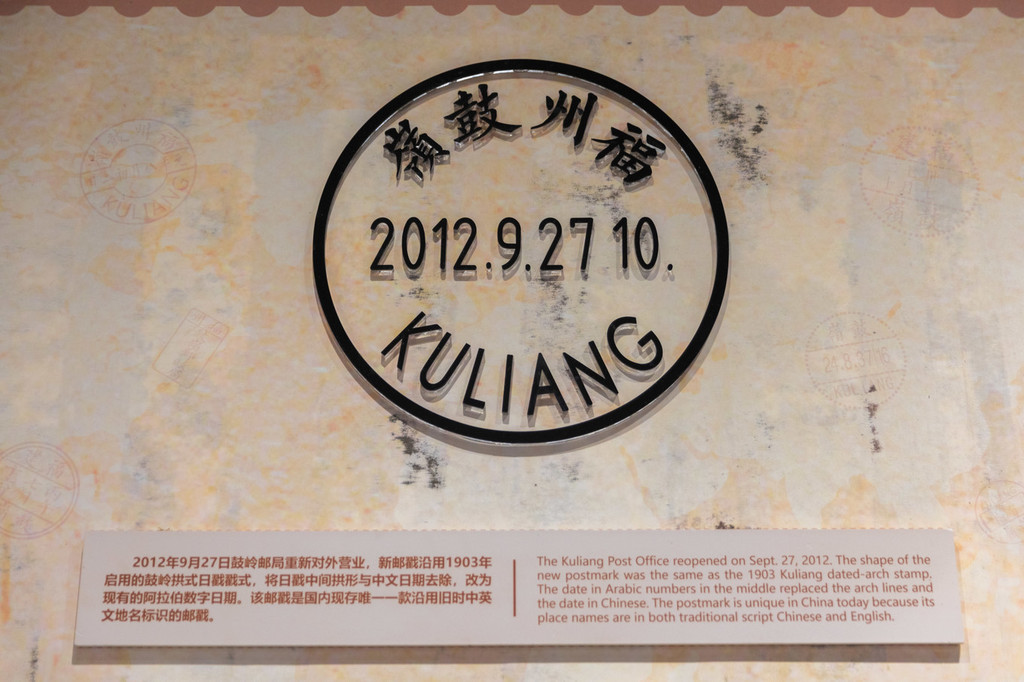 福州鼓嶺
2012.9.27 10.
KULIANG
KULIANG
2012年9月27日鼓岭邮局重新对外营业，新邮戳沿用1903年
启用的鼓岭拱式日戳戳式，将日戳中间拱形与中文日期去除，改为
现有的阿拉伯数字日期。该邮戳是国内现存唯一一款沿用旧时中英
文地名标识的邮戳。
The Kuliang Post Office reopened on Sept. 27, 2012. The shape of the
new postmark was the same as the 1903 Kuliang dated-arch stamp.
The date in Arabic numbers in the middle replaced the arch lines and
the date in Chinese. The postmark is unique in China today because its
place names are in both traditional script Chinese and English.